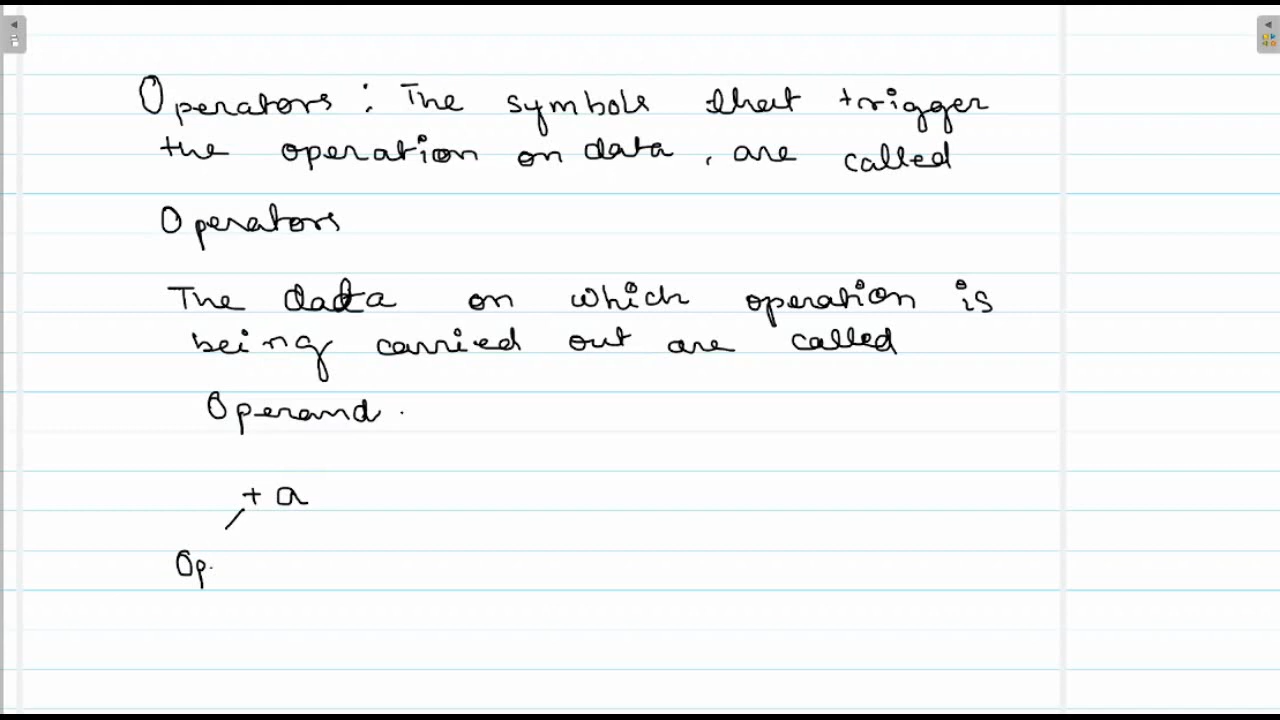 Operators : The symbols that trigger
the operation on data , are called
Operators
The data on which operation is
being carried out are called
Operand .
+ a
Op